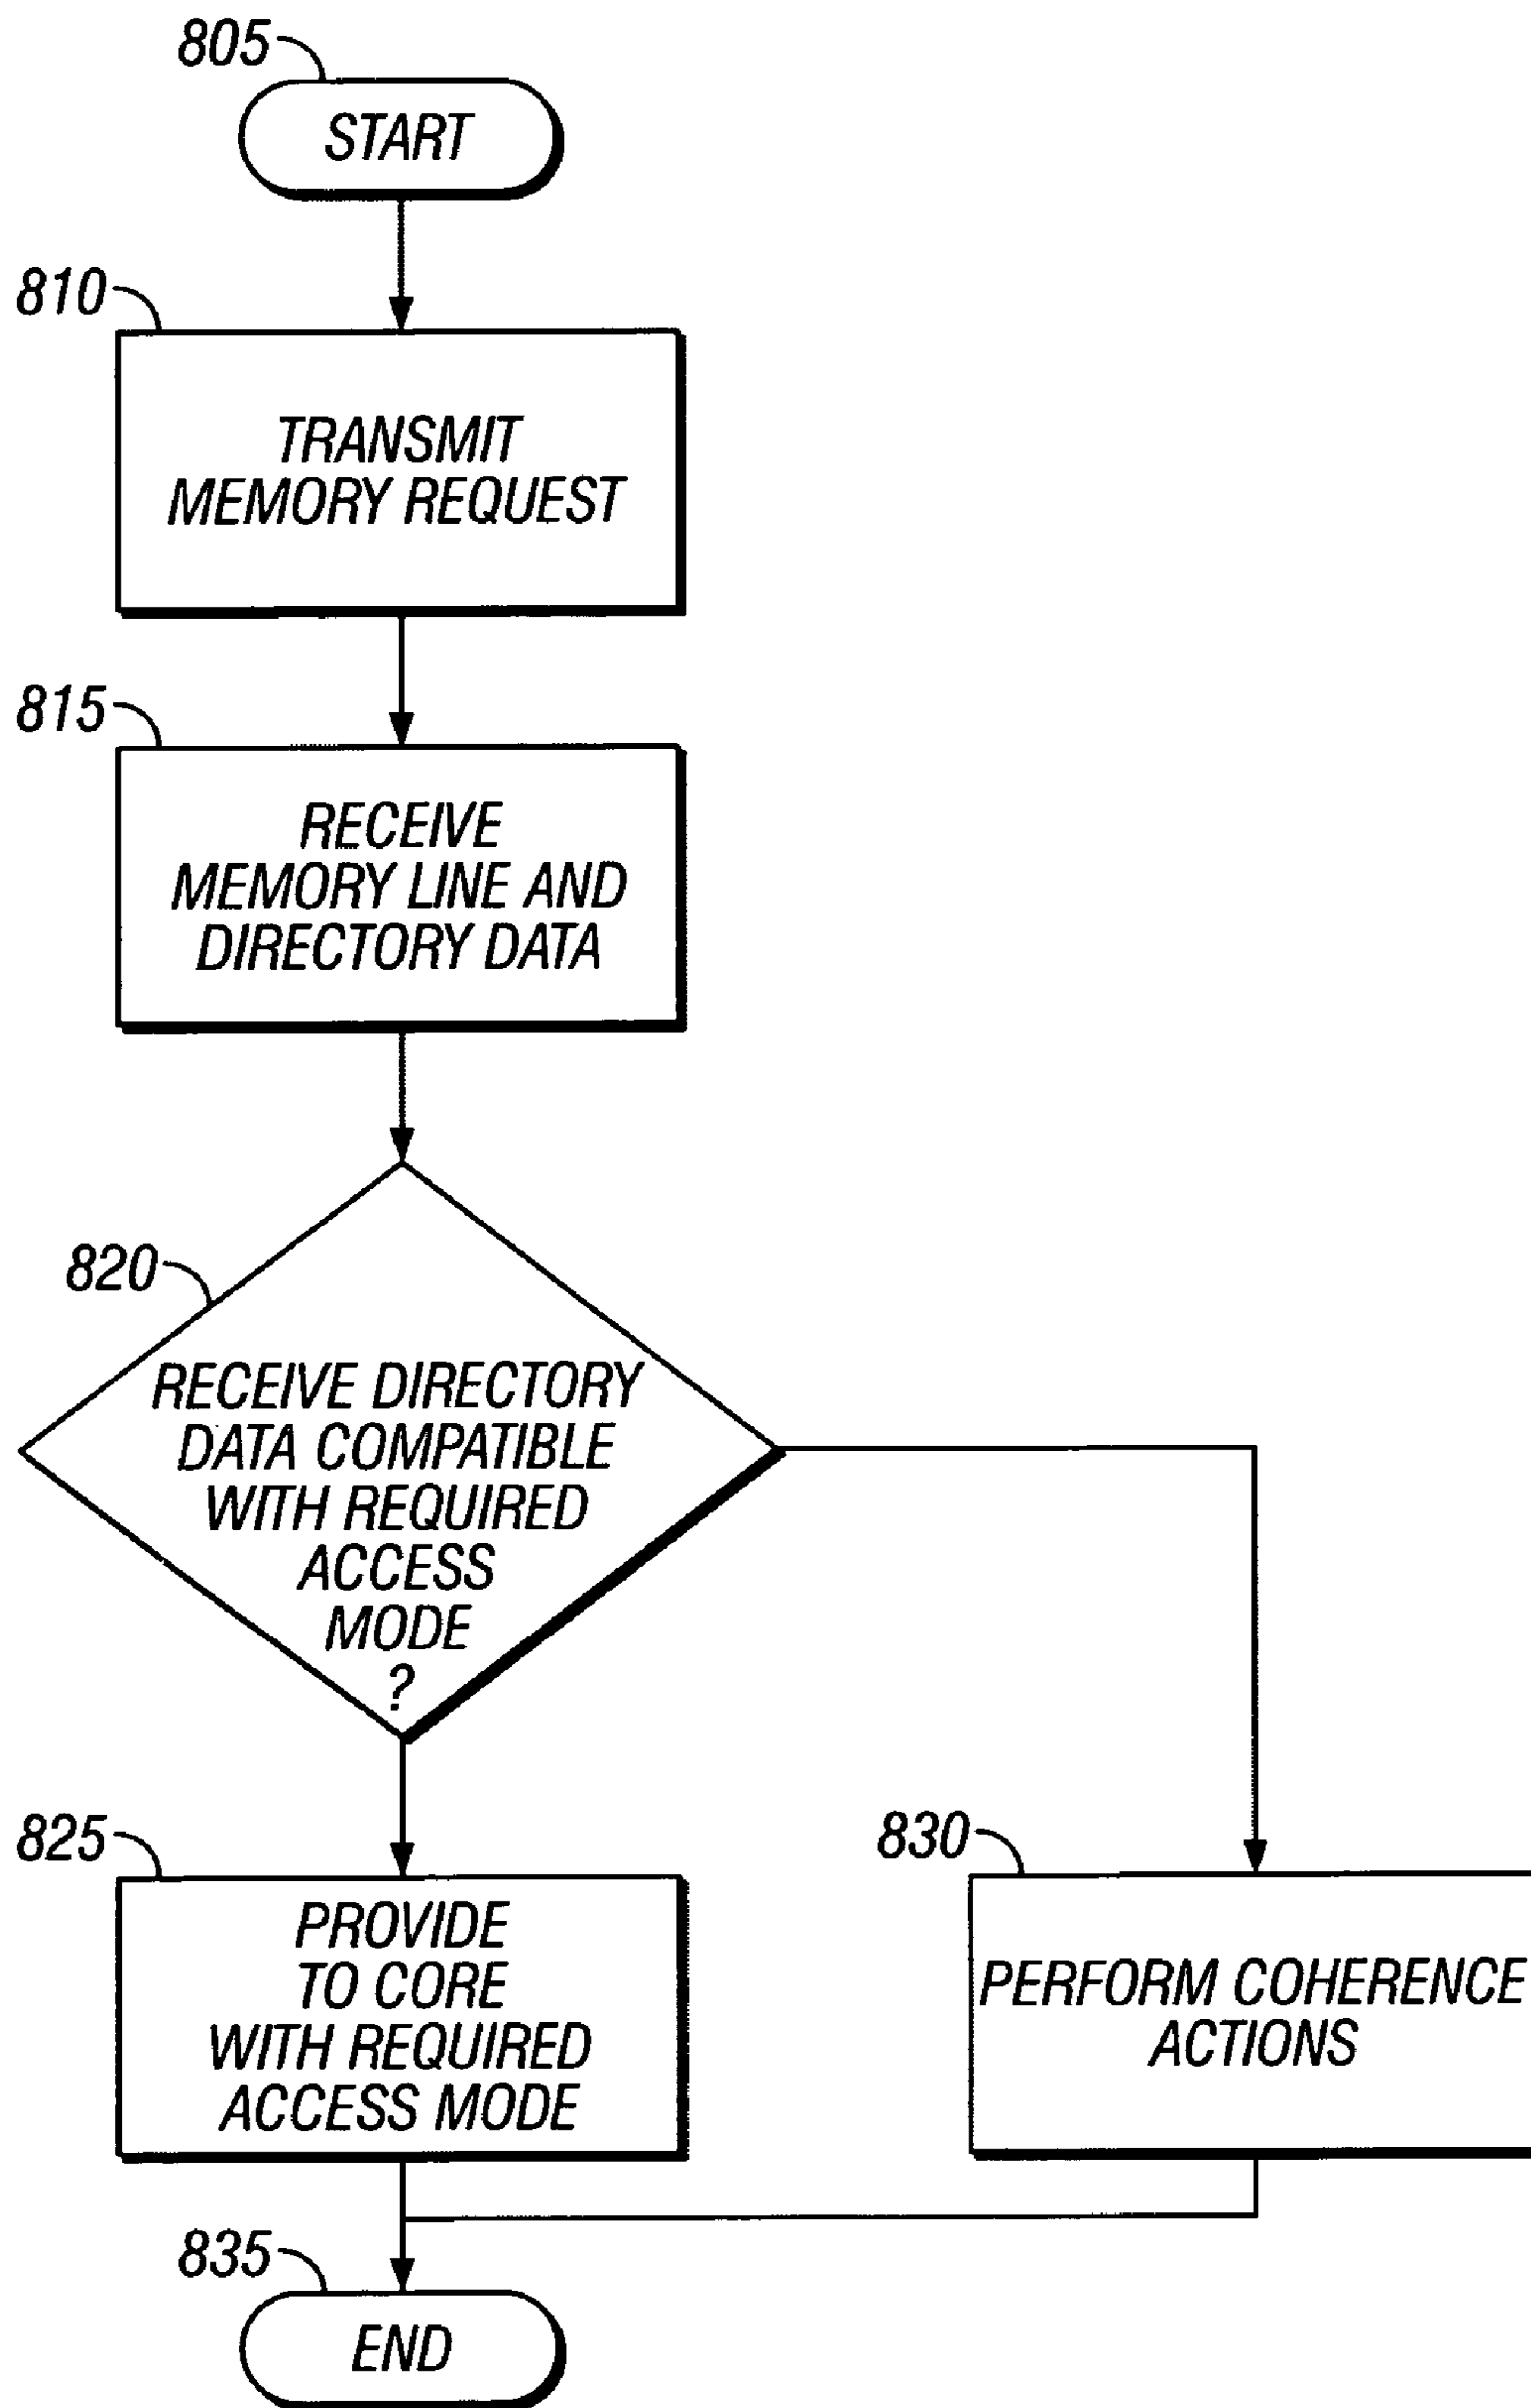 805
START
810
TRANSMIT
MEMORY REQUEST
815
RECEIVE
MEMORY LINE AND
DIRECTORY DATA
820
RECEIVE DIRECTORY
DATA COMPATIBLE
WITH REQUIRED
ACCESS
MODE
?
825
PROVIDE
TO CORE
WITH REQUIRED
ACCESS MODE
830
PERFORM COHERENCE
ACTIONS
835
END